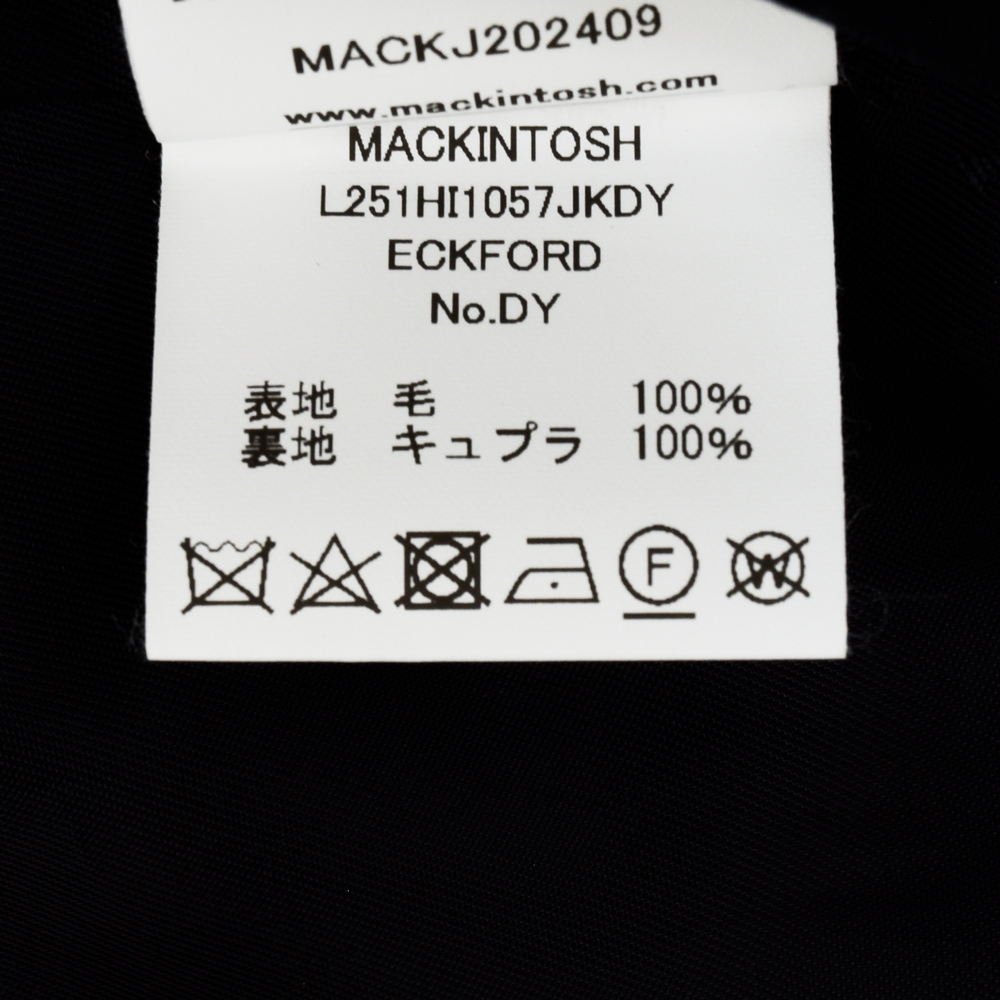 MACKJ202409
www.mackintosh.com
MACKINTOSH
L251HI1057JKDY
ECKFORD
No.DY
表地 毛 100%
裏地 キュプラ 100%
F W